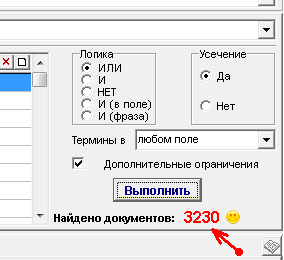 Логика
ИЛИ
И
НЕТ
И (в поле)
И (фраза)
Усечение
Да
Нет
Термины в любом поле
Дополнительные ограничения
Выполнить
Найдено документов: 3230